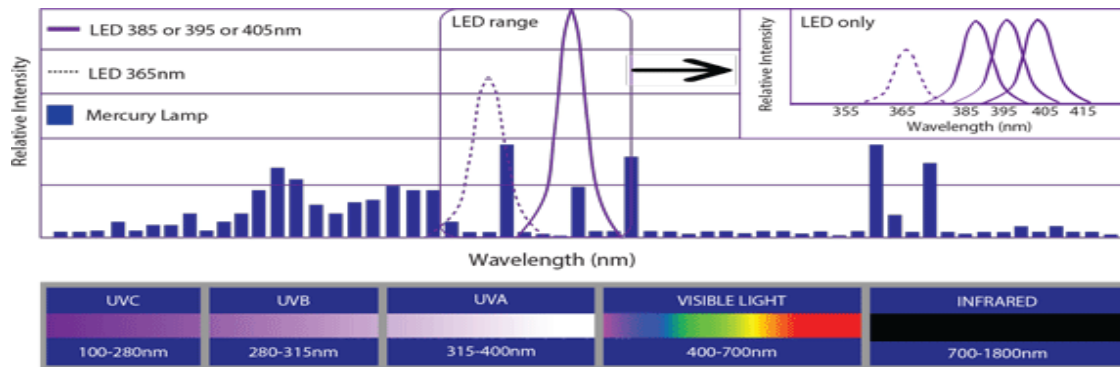 LED 385 or 395 or 405nm
LED 365nm
Mercury Lamp
Relative Intensity
LED range
LED only
Relative Intensity
355 365 385 395 405 415
Wavelength (nm)
Wavelength (nm)
UVC UVB UVA VISIBLE LIGHT INFRARED
100-280nm 280-315nm 315-400nm 400-700nm 700-1800nm